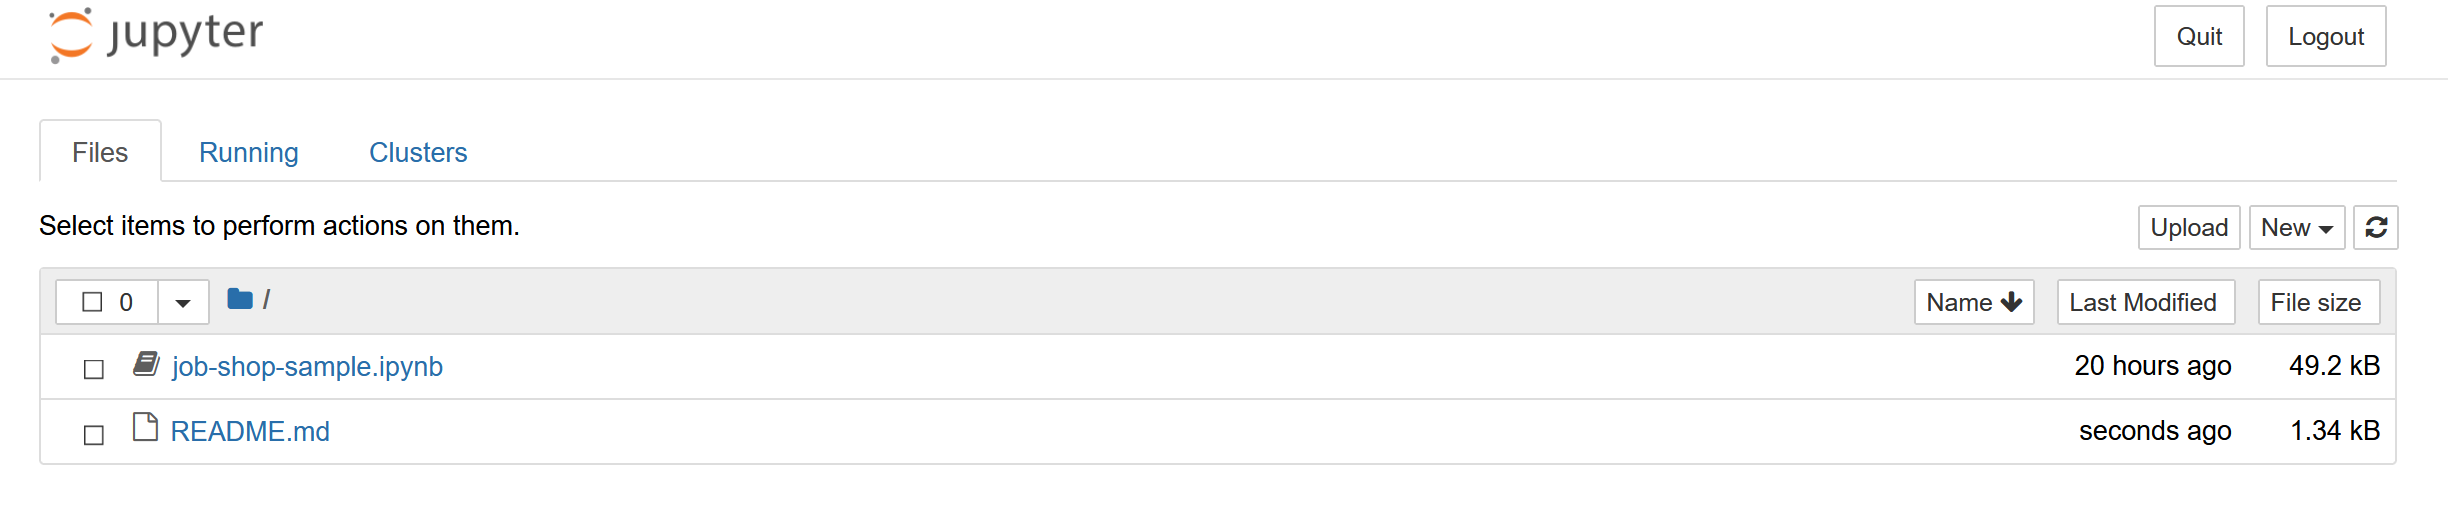 jupyter
Quit Logout
Files Running Clusters
Select items to perform actions on them.
Upload New
0 / Name Last Modified File size
job-shop-sample.ipynb 20 hours ago 49.2 kB
README.md seconds ago 1.34 kB